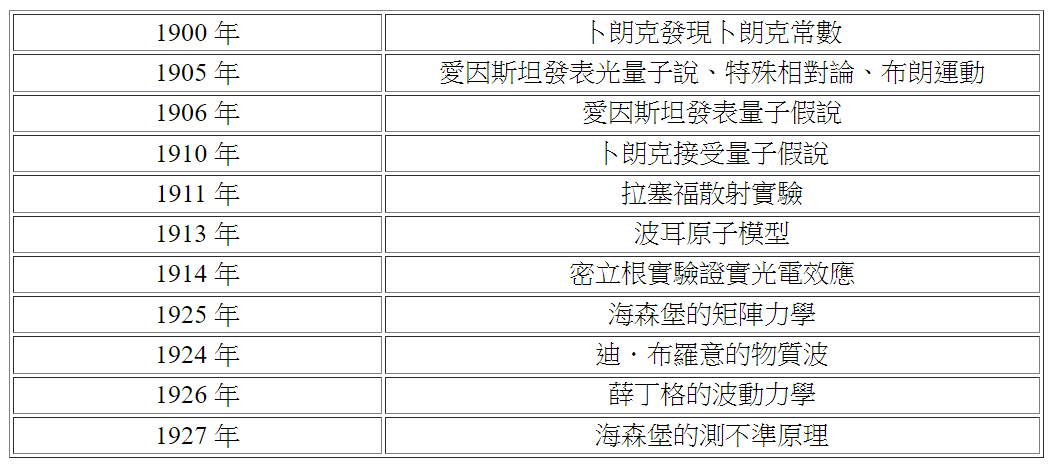 1900 年 卜朗克發現卜朗克常數
1905 年 愛因斯坦發表光量子說、特殊相對論、布朗運動
1906 年 愛因斯坦發表量子假說
1910 年 卜朗克接受量子假說
1911 年 拉塞福散射實驗
1913 年 波耳原子模型
1914 年 密立根實驗證實光電效應
1925 年 海森堡的矩陣力學
1924 年 迪．布羅意的物質波
1926 年 薛丁格的波動力學
1927 年 海森堡的測不準原理